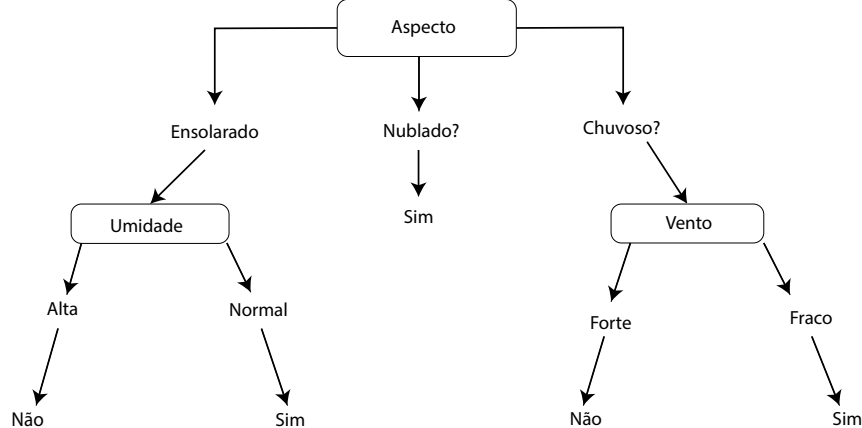 Aspecto
Ensolarado
Nublado?
Chuvoso?
Umidade
Sim
Vento
Alta
Normal
Forte
Fraco
Não
Sim
Não
Sim